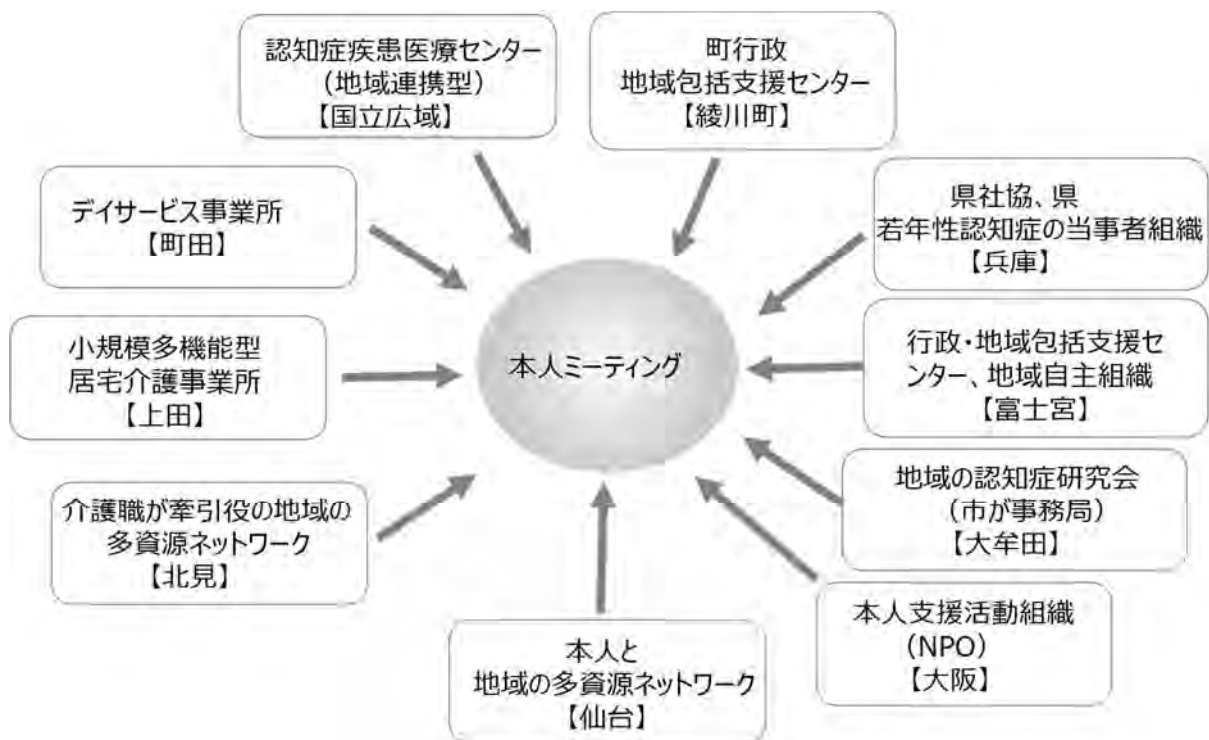 認知症疾患医療センター
（地域連携型）
【国立広域】
町行政
地域包括支援センター
【綾川町】
デイサービス事業所
【町田】
県社協、県
若年性認知症の当事者組織
【兵庫】
小規模多機能型
居宅介護事業所
【上田】
本人ミーティング
行政・地域包括支援セ
ンター、地域自主組織
【富士宮】
介護職が牽引役の地域の
多資源ネットワーク
【北見】
地域の認知症研究会
（市が事務局）
【大牟田】
本人と
地域の多資源ネットワーク
【仙台】
本人支援活動組織
（NPO）
【大阪】